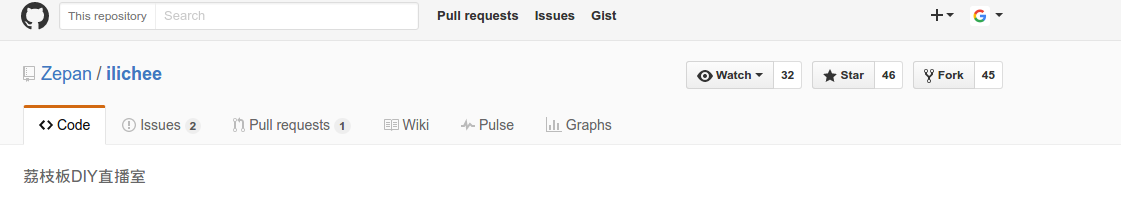 This repository Search Pull requests Issues Gist
Zepan / ilichee Watch 32 Star 46 Fork 45
Code Issues 2 Pull requests 1 Wiki Pulse Graphs
荔枝板DIY直播室